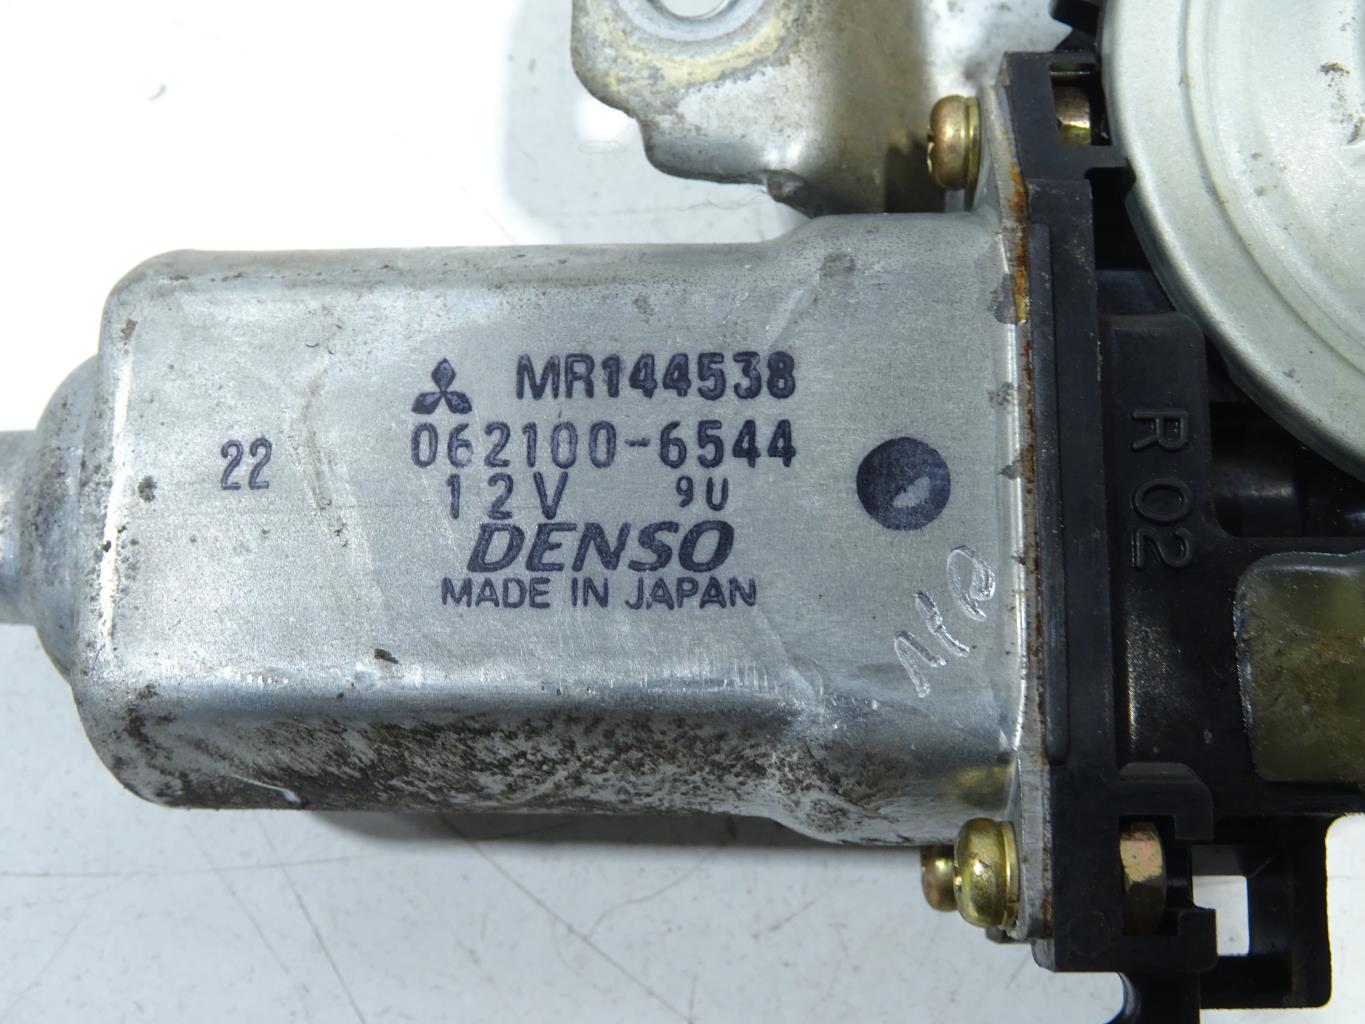 MR144538
22
062100-6544
12V 9U
DENSO
MADE IN JAPAN
R02